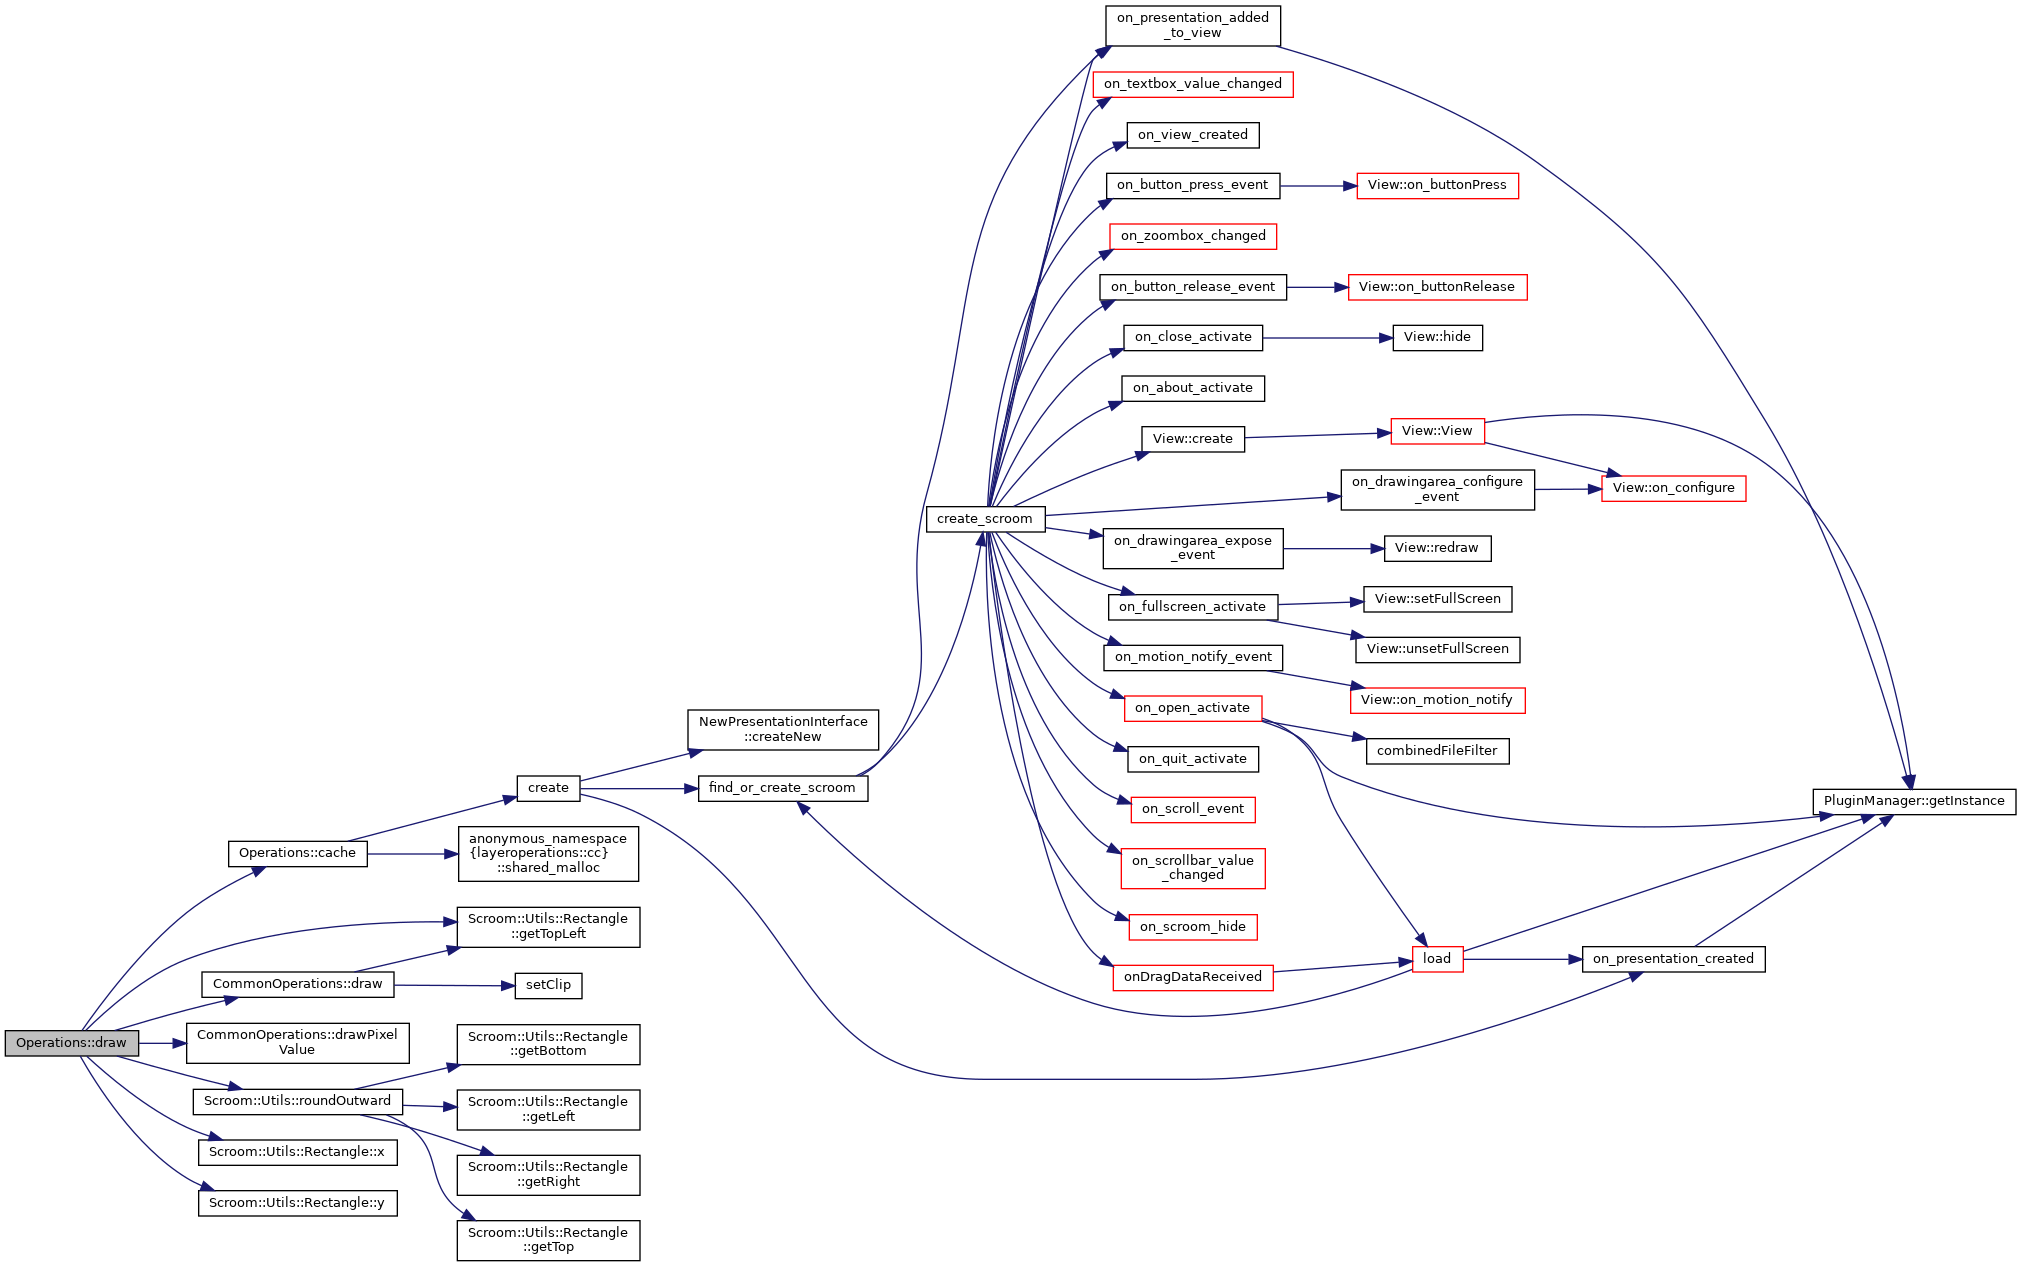 on_presentation_added
_to_view
on_textbox_value_changed
on_view_created
on_button_press_event
View::on_buttonPress
on_zoombox_changed
on_button_release_event
View::on_buttonRelease
on_close_activate
View::hide
on_about_activate
View::create
View::View
on_drawingarea_configure
_event
View::on_configure
create_scroom
on_drawingarea_expose
_event
View::redraw
on_fullscreen_activate
View::setFullScreen
View::unsetFullScreen
on_motion_notify_event
View::on_motion_notify
on_open_activate
combinedFileFilter
NewPresentationInterface
::createNew
on_quit_activate
create
find_or_create_scroom
on_scroll_event
PluginManager::getInstance
Operations::cache
anonymous_namespace
{layeroperations::cc}
::shared_malloc
on_scrollbar_value
_changed
Scroom::Utils::Rectangle
::getTopLeft
on_scroom_hide
load
on_presentation_created
onDragDataReceived
CommonOperations::draw
setClip
Operations::draw
CommonOperations::drawPixel
Value
Scroom::Utils::Rectangle
::getBottom
Scroom::Utils::roundOutward
Scroom::Utils::Rectangle
::getLeft
Scroom::Utils::Rectangle::x
Scroom::Utils::Rectangle
::getRight
Scroom::Utils::Rectangle::y
Scroom::Utils::Rectangle
::getTop